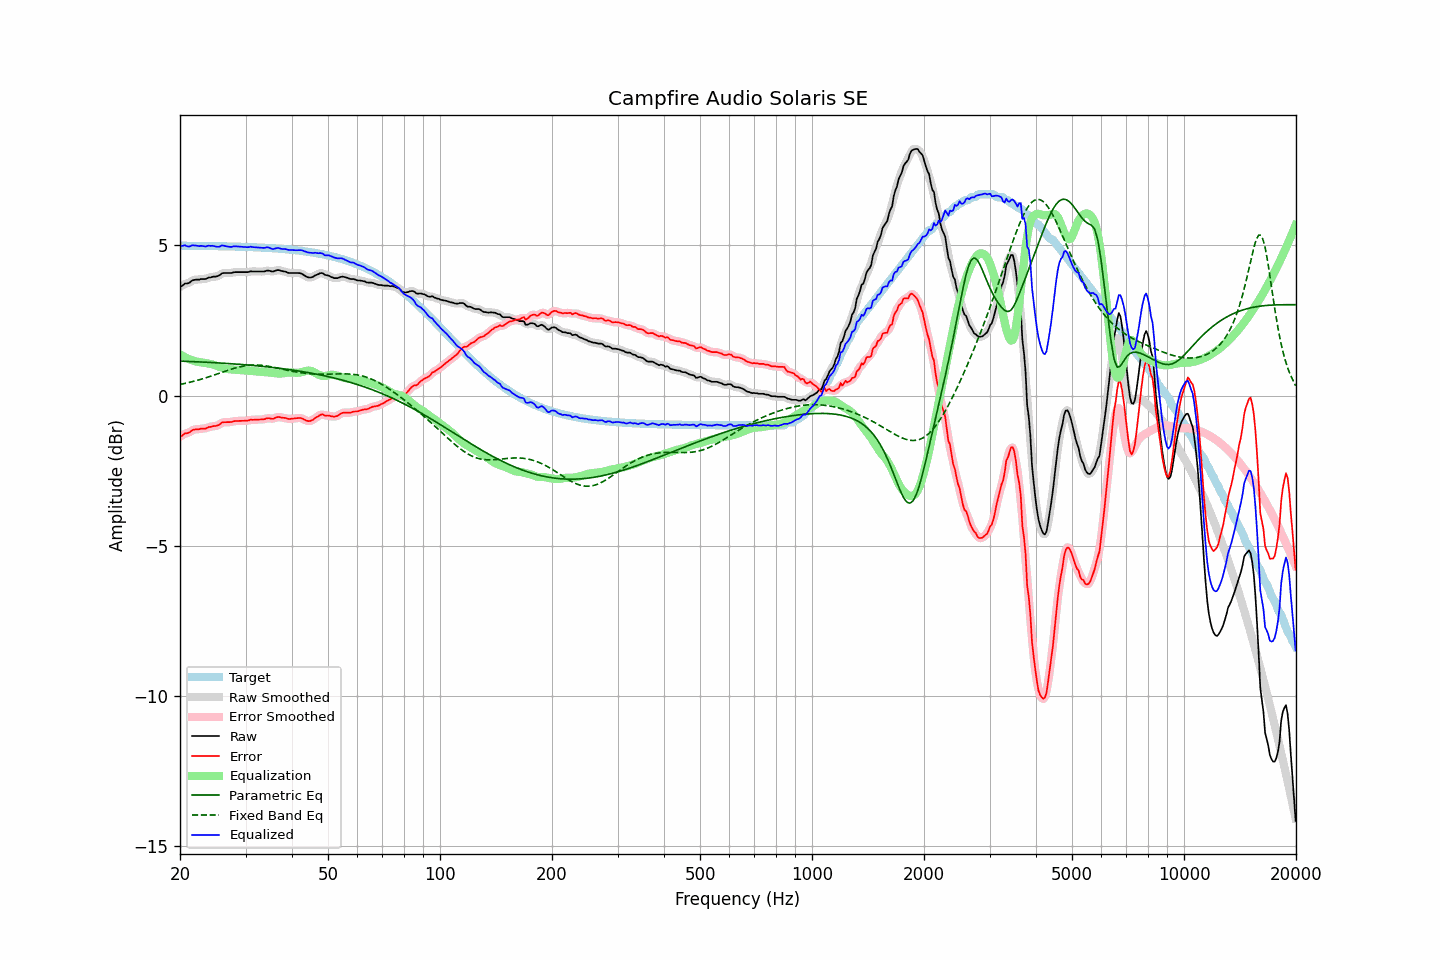 Campfire Audio Solaris SE
Amplitude (dBr)
5
0
−5
−10
−15
Target
Raw Smoothed
Error Smoothed
Raw
Error
Equalization
Parametric Eq
Fixed Band Eq
Equalized
20 50 100 200 500 1000 2000 5000 10000 20000
Frequency (Hz)